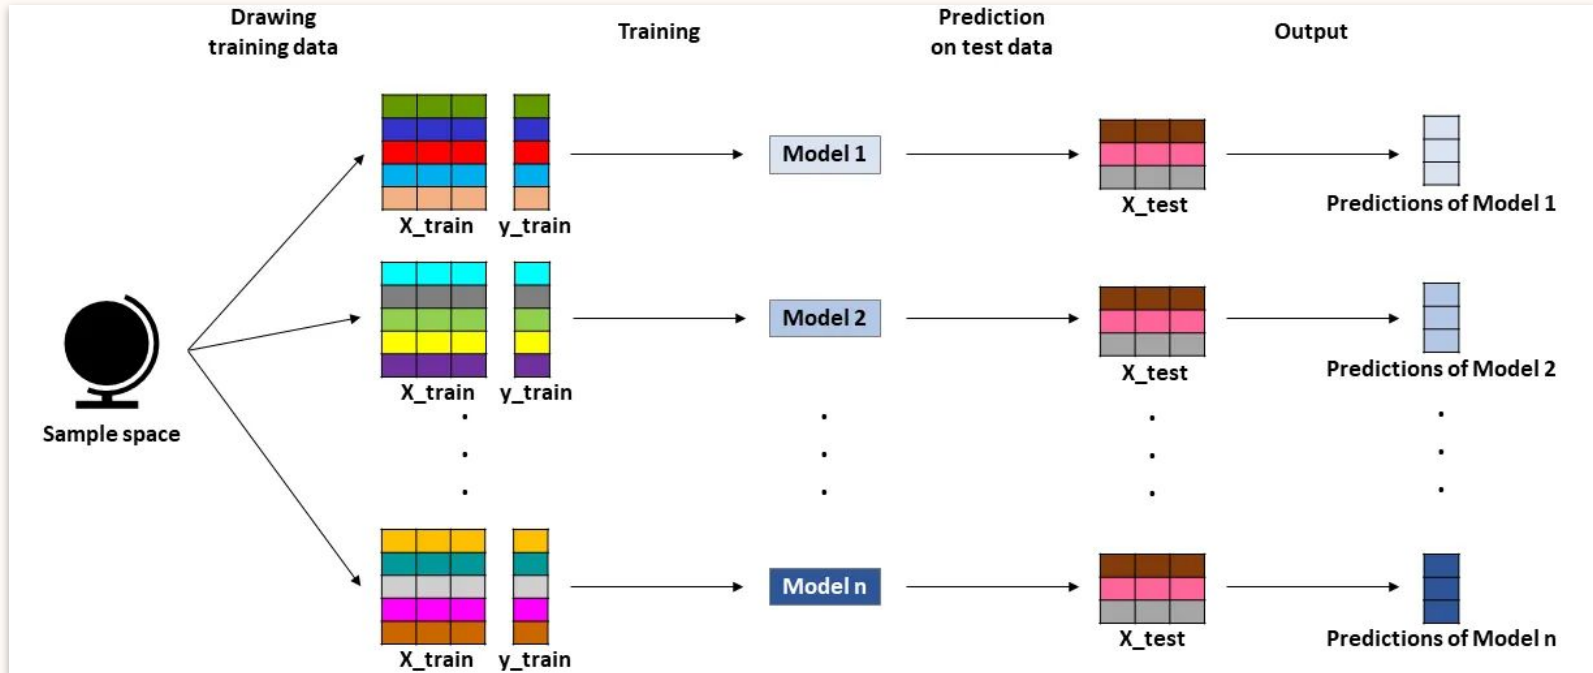 Drawing
training data
Training
Prediction
on test data
Output
X_train
y_train
Model 1
X_test
Predictions of Model 1
Sample space
X_train
y_train
Model 2
X_test
Predictions of Model 2
X_train
y_train
Model n
X_test
Predictions of Model n